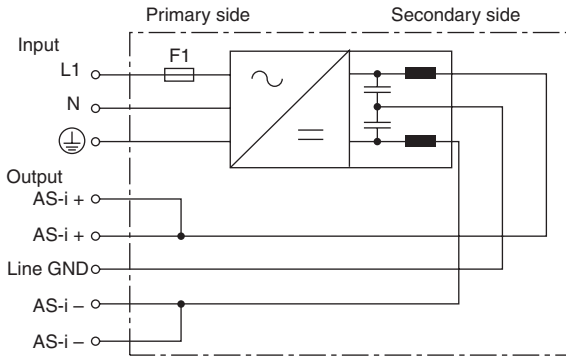 Primary side
Secondary side
Input
F1
L1
N
Output
AS-i +
AS-i +
Line GND
AS-i –
AS-i –